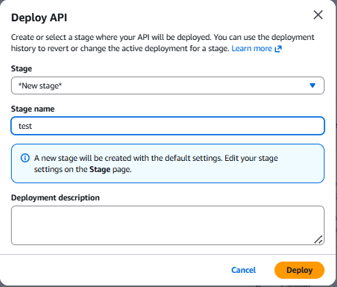 Deploy API
Create or select a stage where your API will be deployed. You can use the deployment
history to revert or change the active deployment for a stage. Learn more
Stage
*New stage*
Stage name
test
A new stage will be created with the default settings. Edit your stage
settings on the Stage page.
Deployment description
Cancel
Deploy